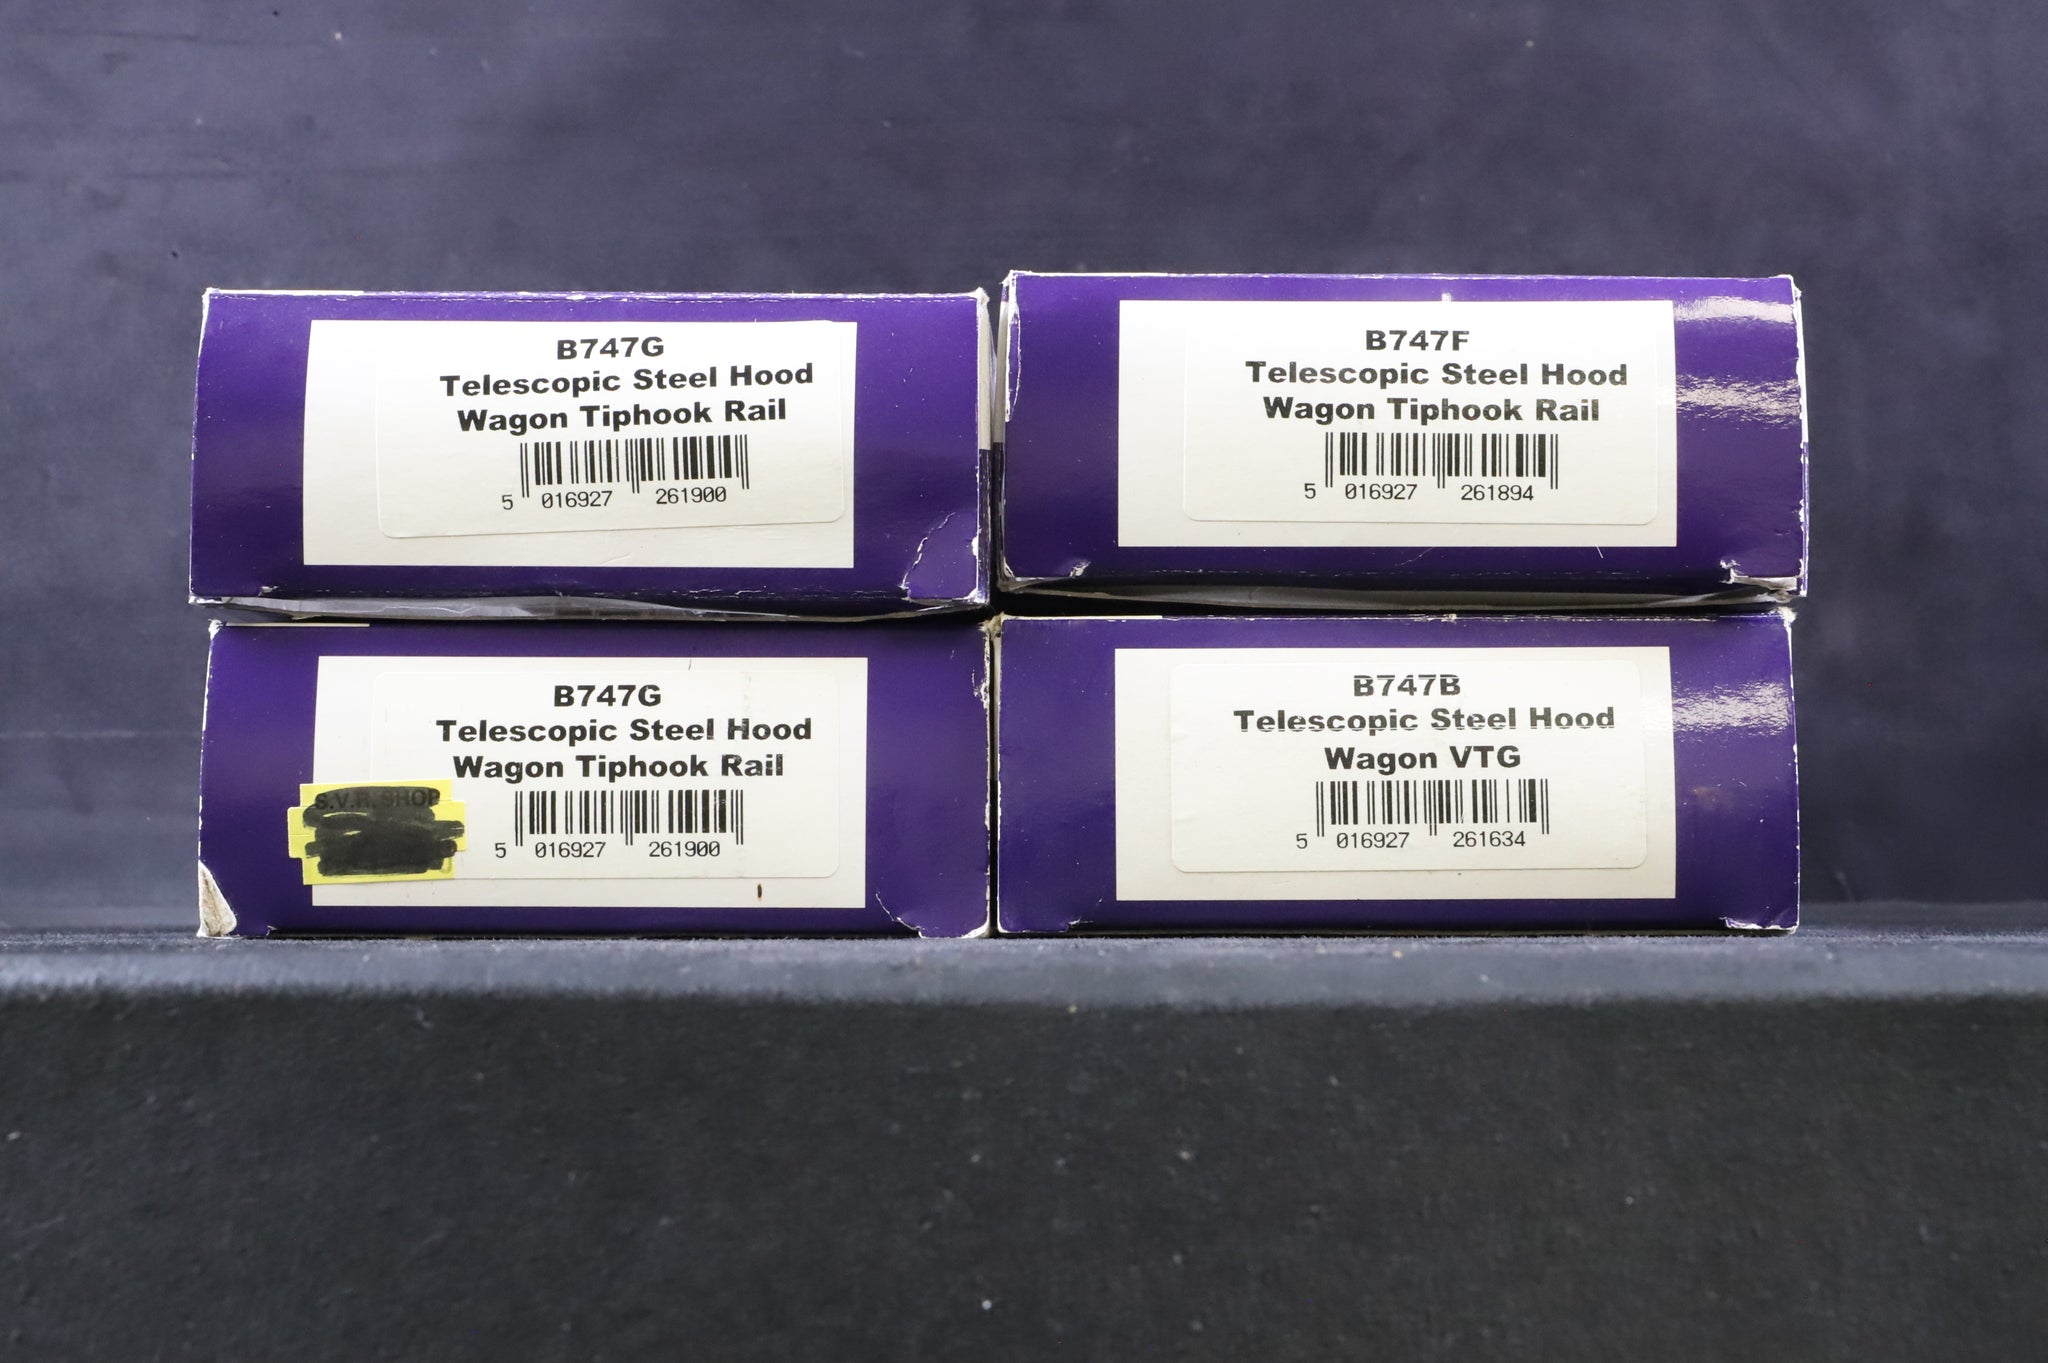 B747G
Telescopic Steel Hood
Wagon Tiphook Rail
5 016927 261900
B747F
Telescopic Steel Hood
Wagon Tiphook Rail
5 016927 261894
B747G
Telescopic Steel Hood
Wagon Tiphook Rail
S.V.R. SHOP
5 016927 261900
B747B
Telescopic Steel Hood
Wagon VTG
5 016927 261634